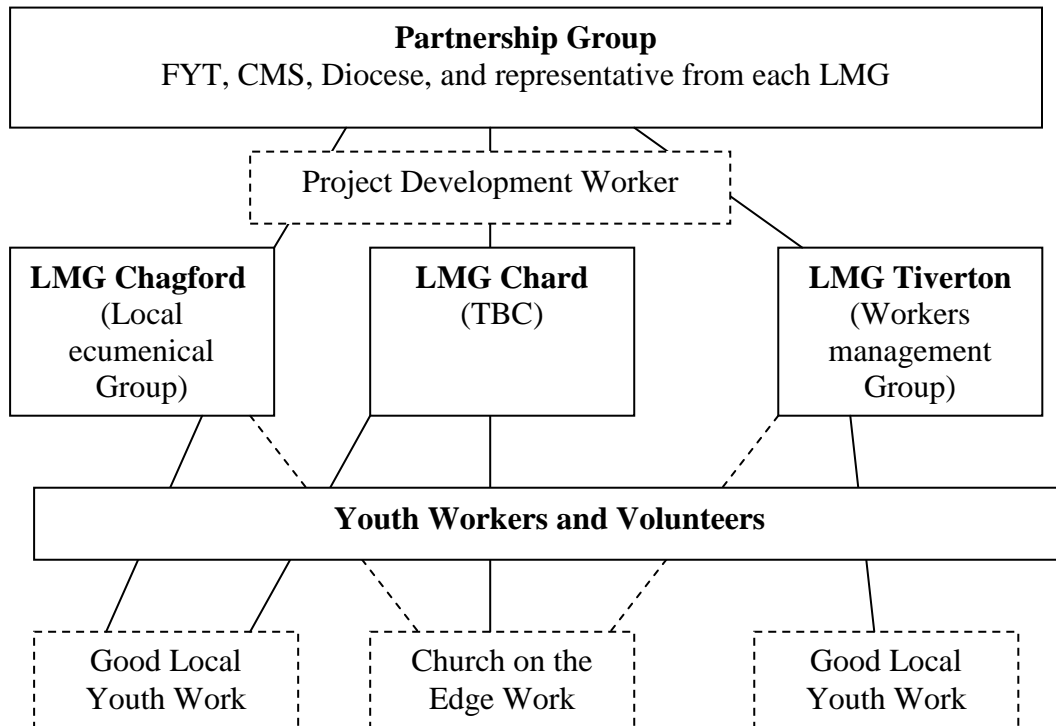 Partnership Group
FYT, CMS, Diocese, and representative from each LMG
Project Development Worker
LMG Chagford
(Local
ecumenical
Group)
LMG Chard
(TBC)
LMG Tiverton
(Workers
management
Group)
Youth Workers and Volunteers
Good Local
Youth Work
Church on the
Edge Work
Good Local
Youth Work